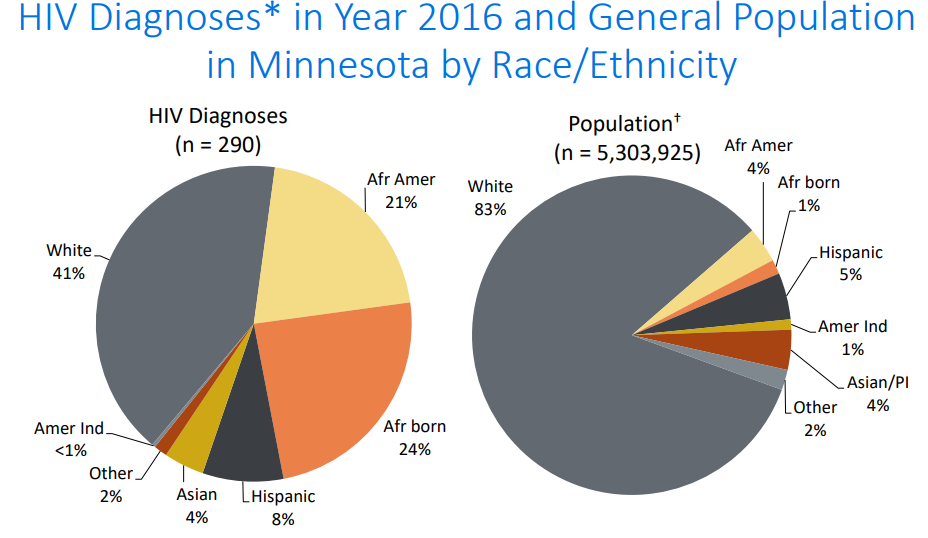 HIV Diagnoses* in Year 2016 and General Population
in Minnesota by Race/Ethnicity
HIV Diagnoses
(n = 290)
Afr Amer
21%
White
41%
Afr born
24%
Amer Ind
<1%
Other
2%
Asian
4%
Hispanic
8%
Population†
(n = 5,303,925)
Afr Amer
4%
White
83%
Afr born
1%
Hispanic
5%
Amer Ind
1%
Asian/PI
4%
Other
2%